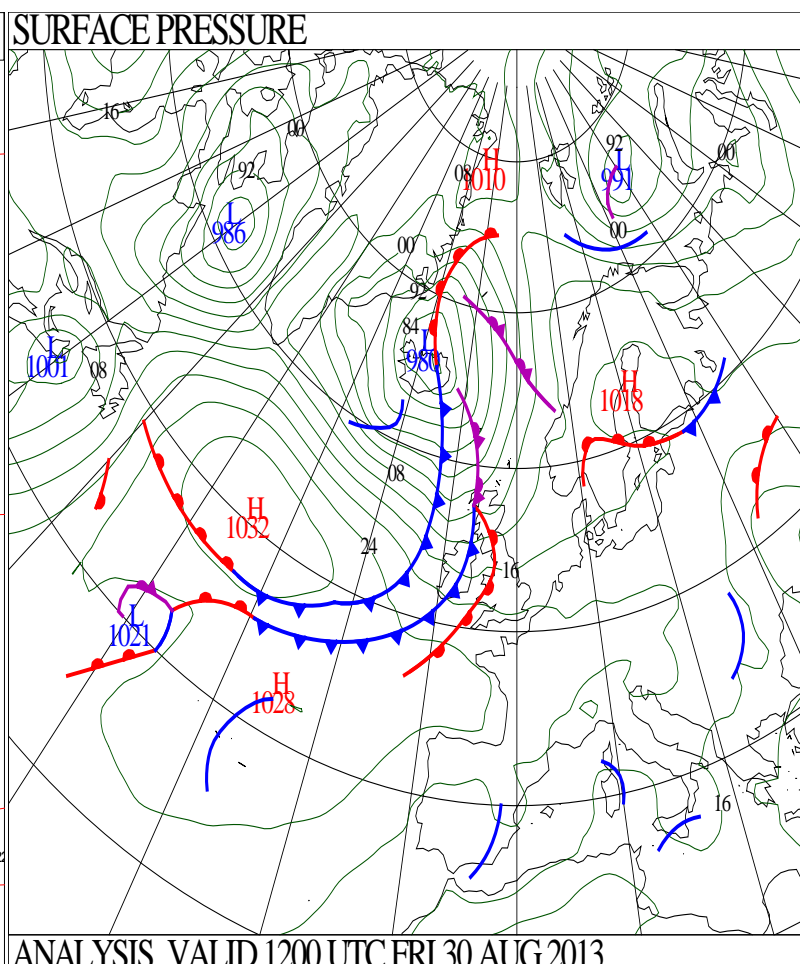 SURFACE PRESSURE
16
00
92
00
92
H
1010
08
L
991
L
986
00
00
92
84
L
980
L
1001
08
H
1018
08
H
1032
24
16
L
1021
H
1028
16
ANALYSIS VALID 1200 UTC FRI 30 AUG 2013